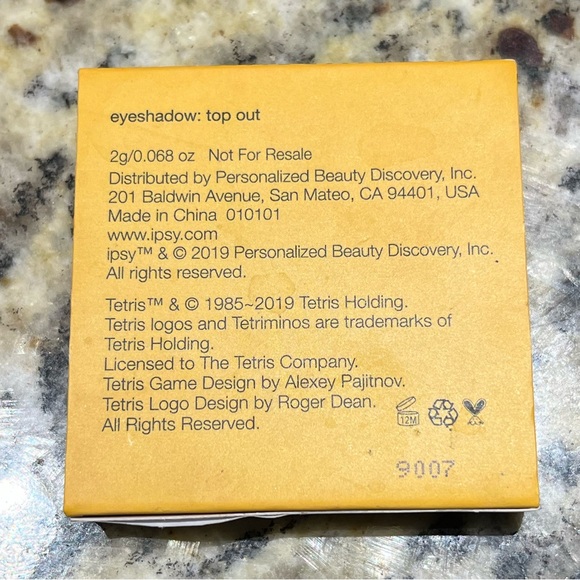 eyeshadow: top out
2g/0.068 oz Not For Resale
Distributed by Personalized Beauty Discovery, Inc.
201 Baldwin Avenue, San Mateo, CA 94401, USA
Made in China 010101
www.ipsy.com
ipsy™ & © 2019 Personalized Beauty Discovery, Inc.
All rights reserved.
Tetris™ & © 1985~2019 Tetris Holding.
Tetris logos and Tetriminos are trademarks of
Tetris Holding.
Licensed to The Tetris Company.
Tetris Game Design by Alexey Pajitnov.
Tetris Logo Design by Roger Dean.
All Rights Reserved.
12M
9007